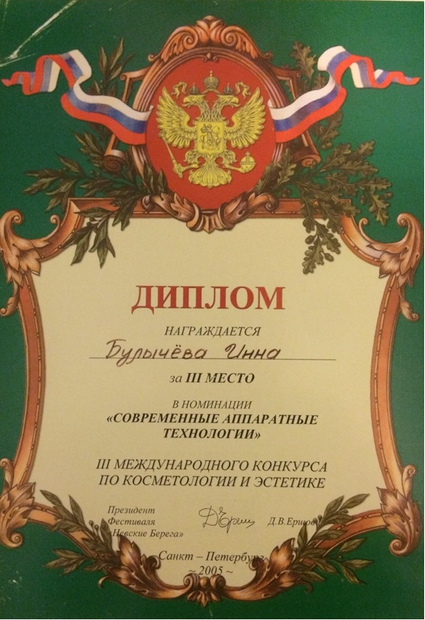 ДИПЛОМ
НАГРАЖДАЕТСЯ
Булычёва Инна
за III МЕСТО
В НОМИНАЦИИ
«СОВРЕМЕННЫЕ АППАРАТНЫЕ
ТЕХНОЛОГИИ»
III МЕЖДУНАРОДНОГО КОНКУРСА
ПО КОСМЕТОЛОГИИ И ЭСТЕТИКЕ
Президент
Фестиваля
Невские Берега»
Д.В.Ершов
Санкт – Петербург
~ 2005 ~